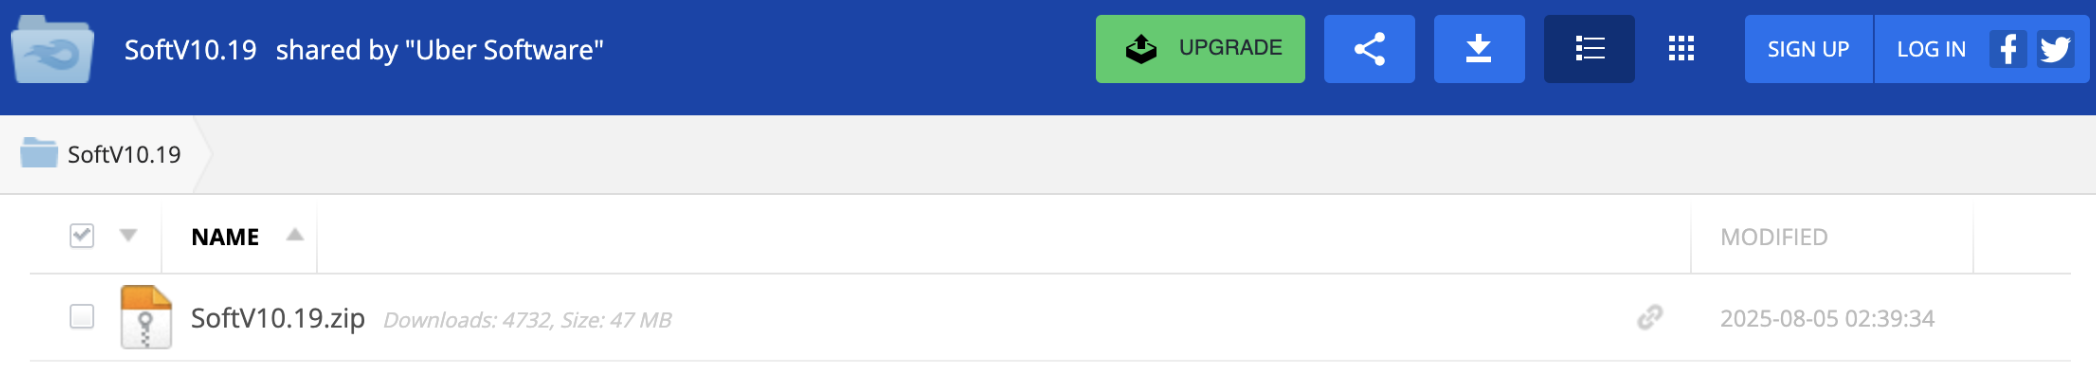 SoftV10.19 shared by "Uber Software" UPGRADE SIGN UP LOG IN
SoftV10.19
NAME MODIFIED
SoftV10.19.zip Downloads: 4732, Size: 47 MB 2025-08-05 02:39:34